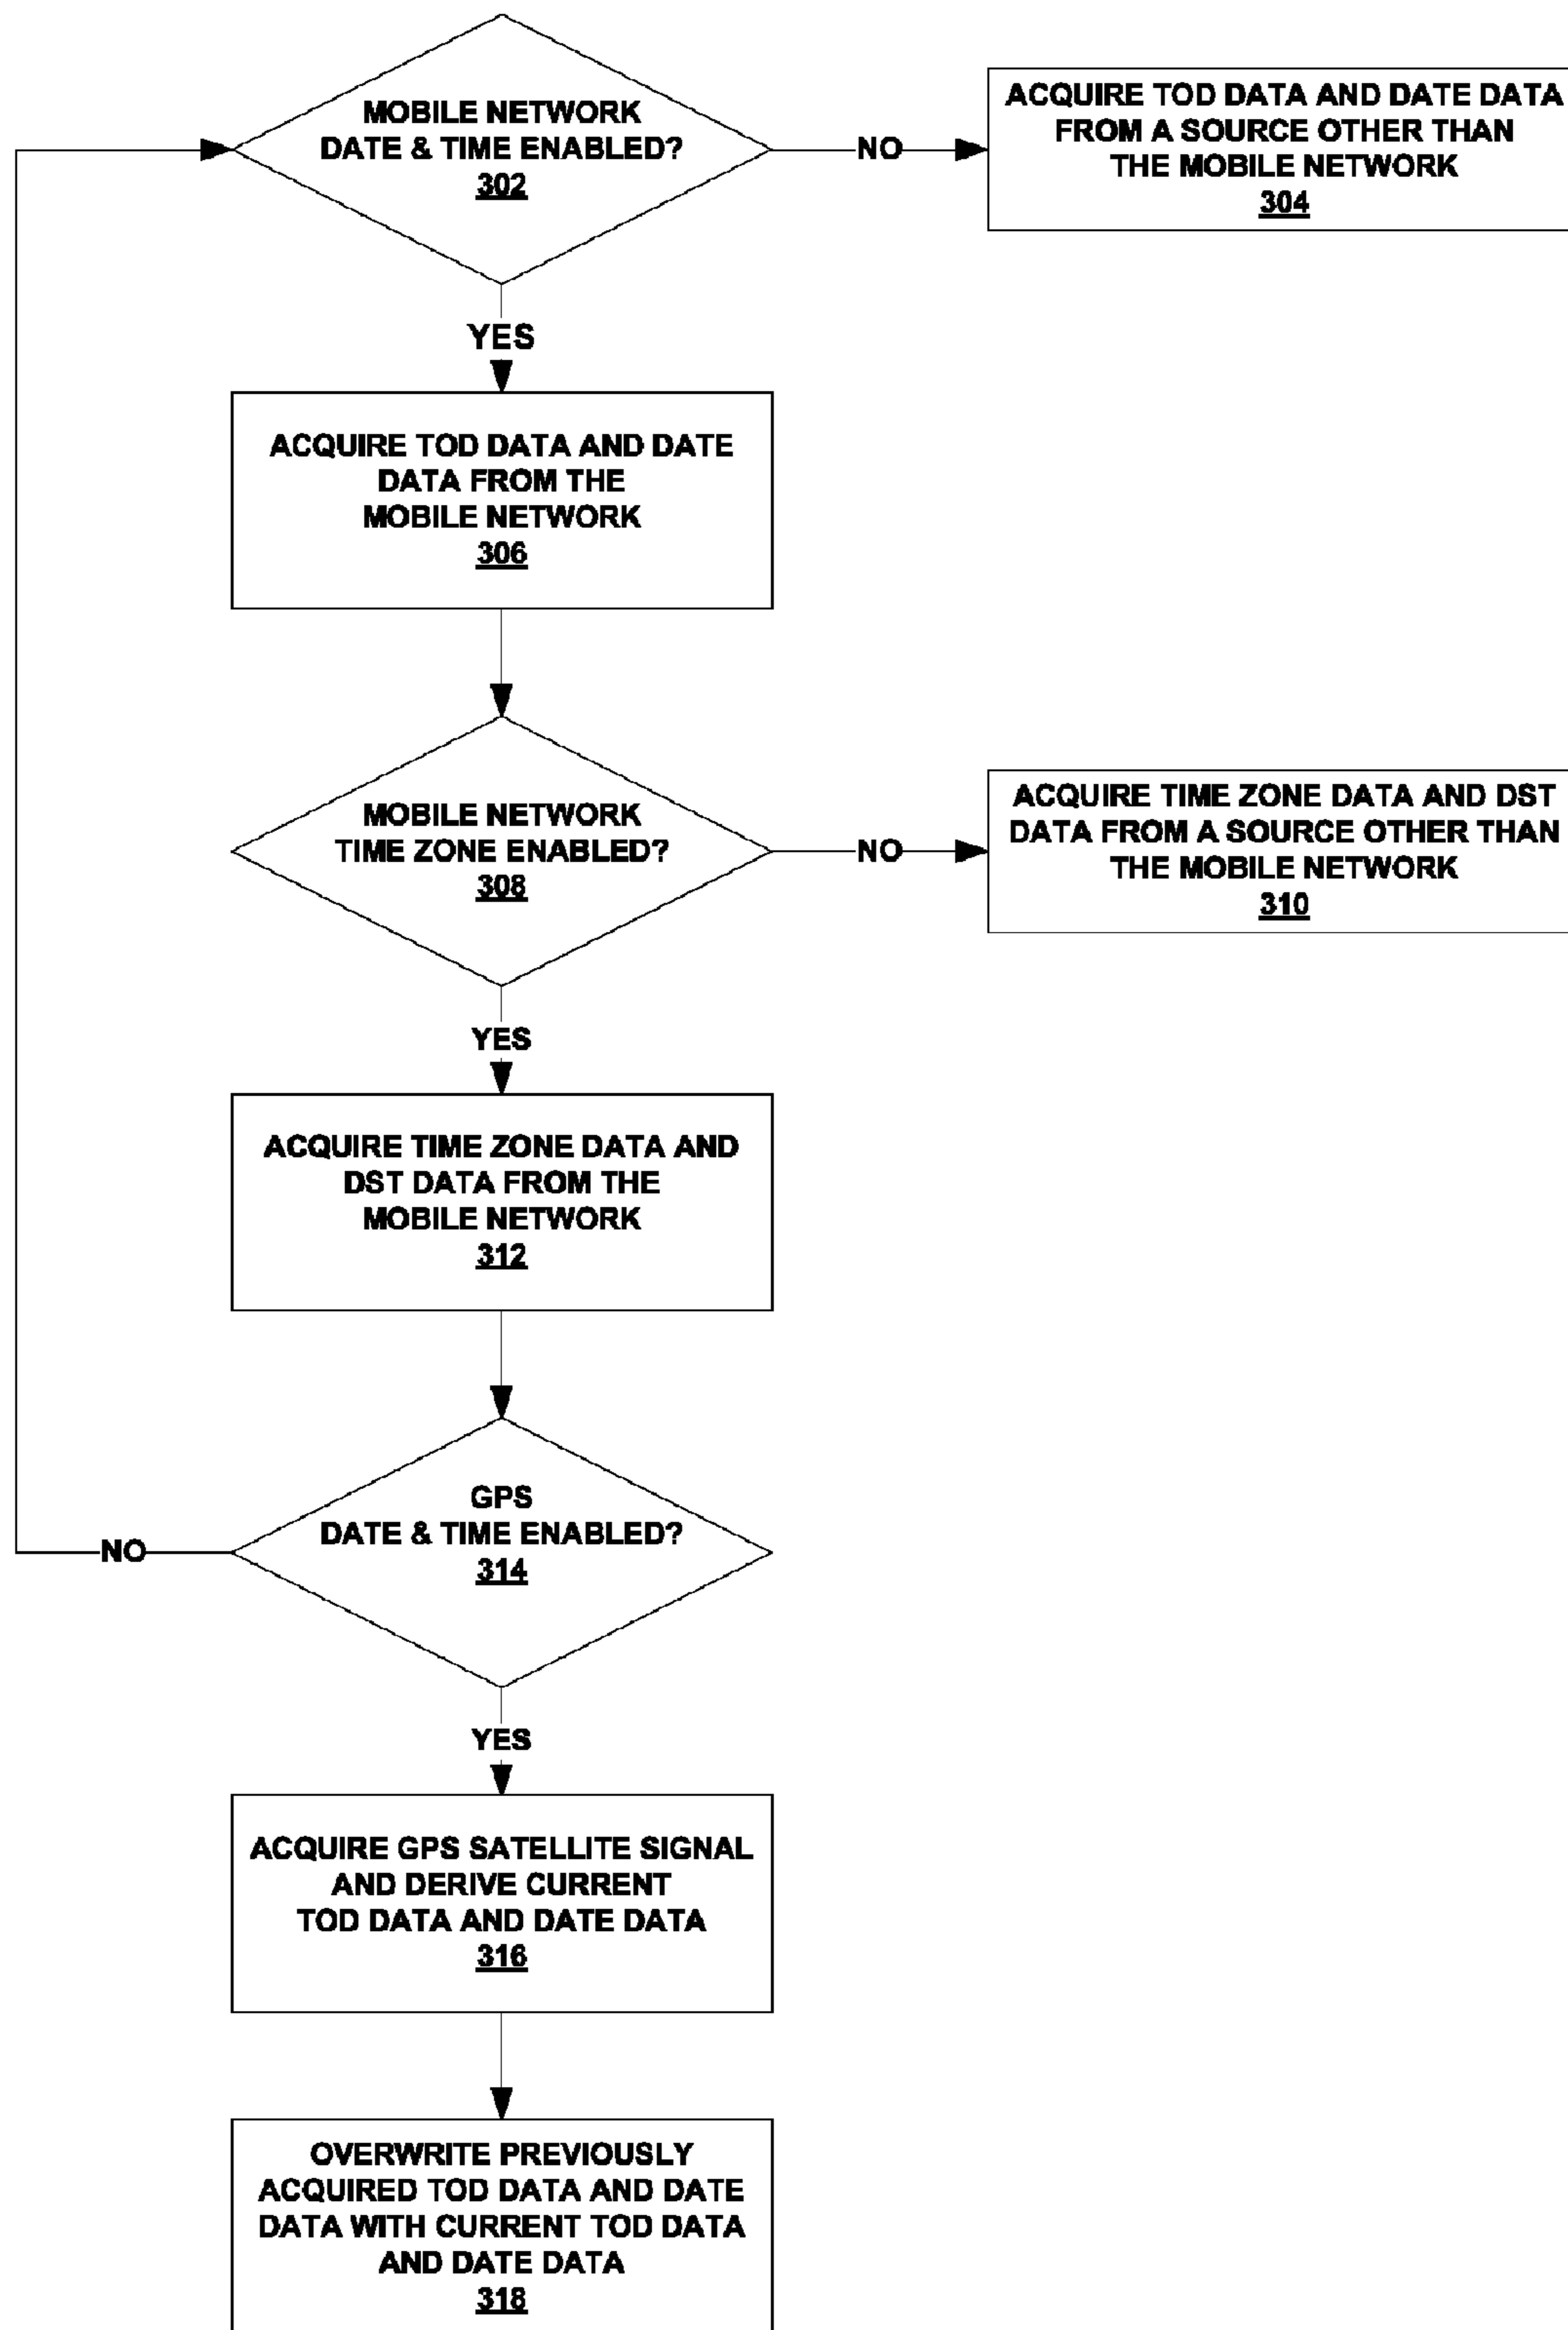 MOBILE NETWORK
DATE & TIME ENABLED?
302
NO
ACQUIRE TOD DATA AND DATE DATA
FROM A SOURCE OTHER THAN
THE MOBILE NETWORK
304
YES
ACQUIRE TOD DATA AND DATE
DATA FROM THE
MOBILE NETWORK
306
MOBILE NETWORK
TIME ZONE ENABLED?
308
NO
ACQUIRE TIME ZONE DATA AND DST
DATA FROM A SOURCE OTHER THAN
THE MOBILE NETWORK
310
YES
ACQUIRE TIME ZONE DATA AND
DST DATA FROM THE
MOBILE NETWORK
312
GPS
DATE & TIME ENABLED?
314
NO
YES
ACQUIRE GPS SATELLITE SIGNAL
AND DERIVE CURRENT
TOD DATA AND DATE DATA
316
OVERWRITE PREVIOUSLY
ACQUIRED TOD DATA AND DATE
DATA WITH CURRENT TOD DATA
AND DATE DATA
318